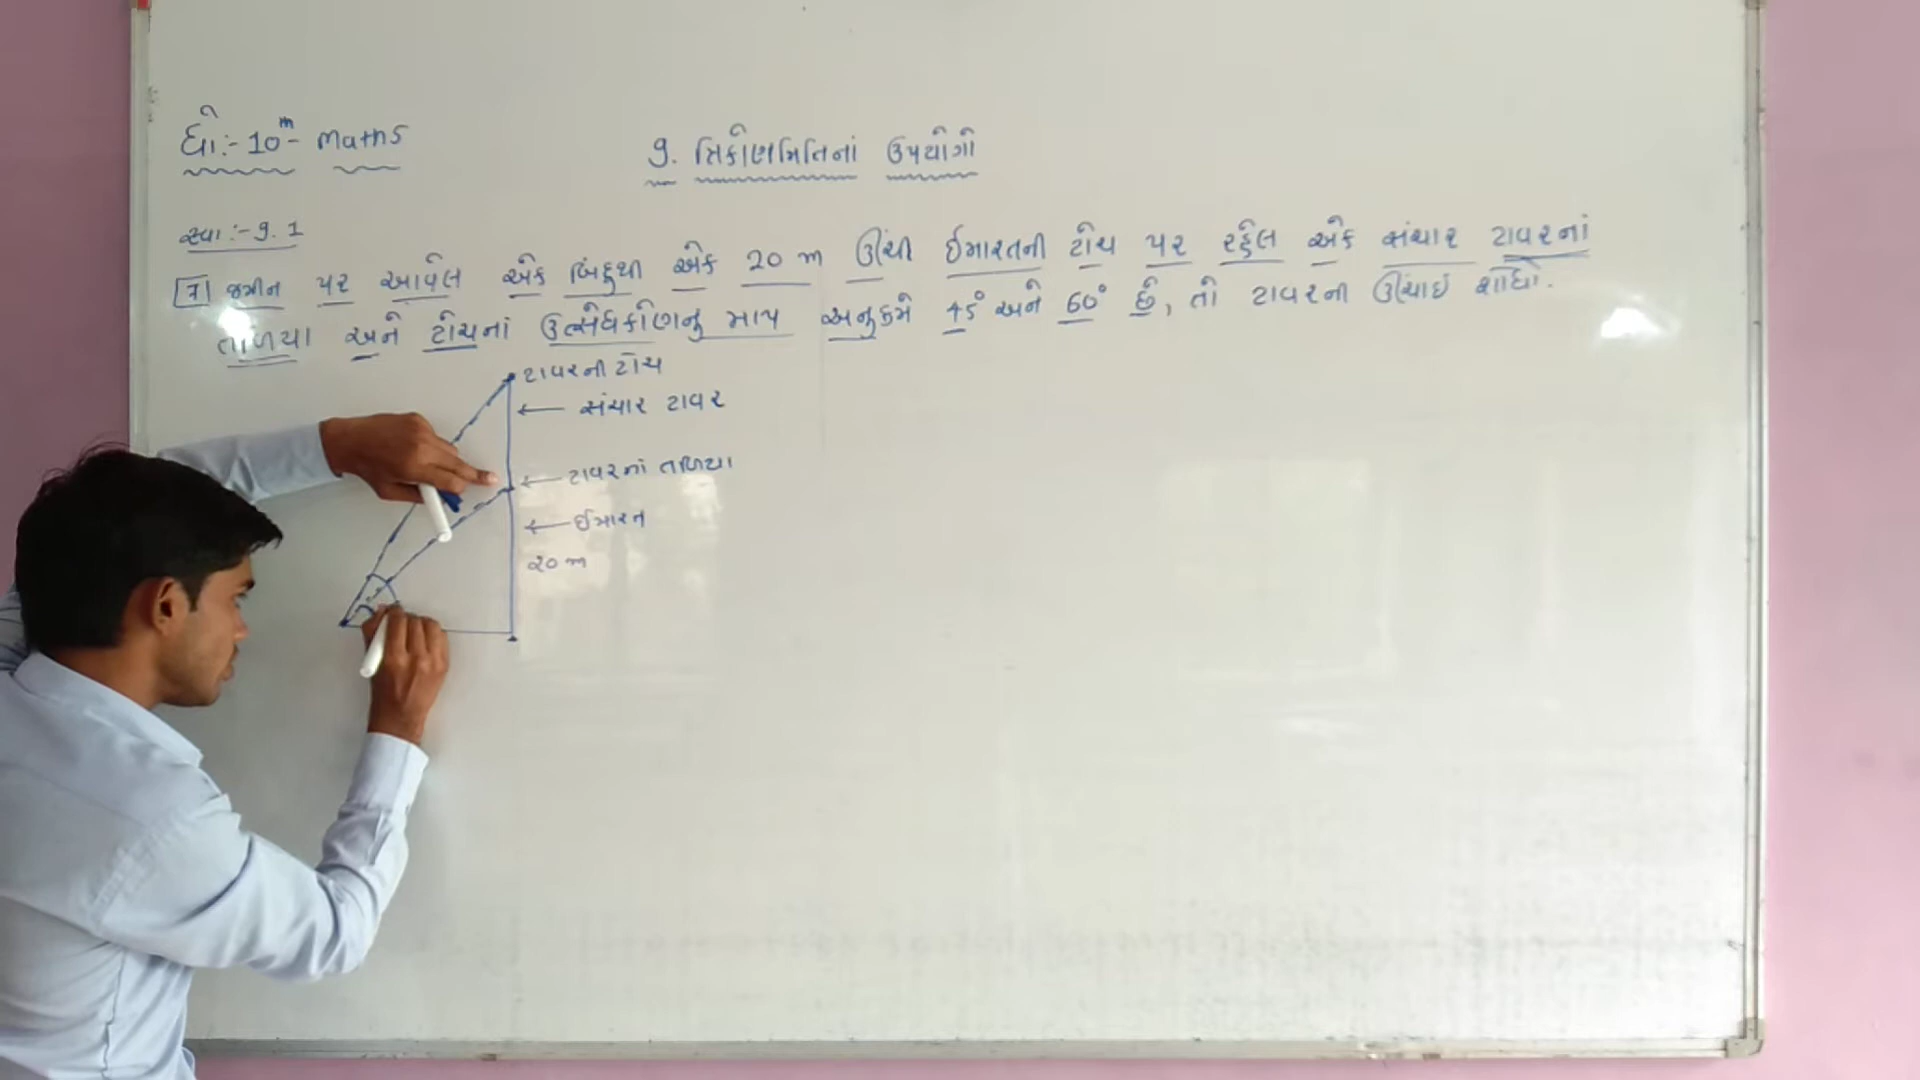 ધો:- 10th - Maths
9. ત્રિકોણમિતિનાં ઉપયોગો
સ્વા :- 9.1
7 જમીન પર આવેલ એક બિંદુથી એક 20 m ઊંચી ઈમારતની ટોચ પર રહેલ એક સંચાર ટાવરનાં
તળિયા અને ટોચનાં ઉત્સેધકોણનુ માપ અનુક્રમે 45° અને 60° છે, તો ટાવરની ઊંચાઈ શોધો.
ટાવરની ટોચ
સંચાર ટાવર
ટાવરનાં તળિયા
ઈમારત
20 m